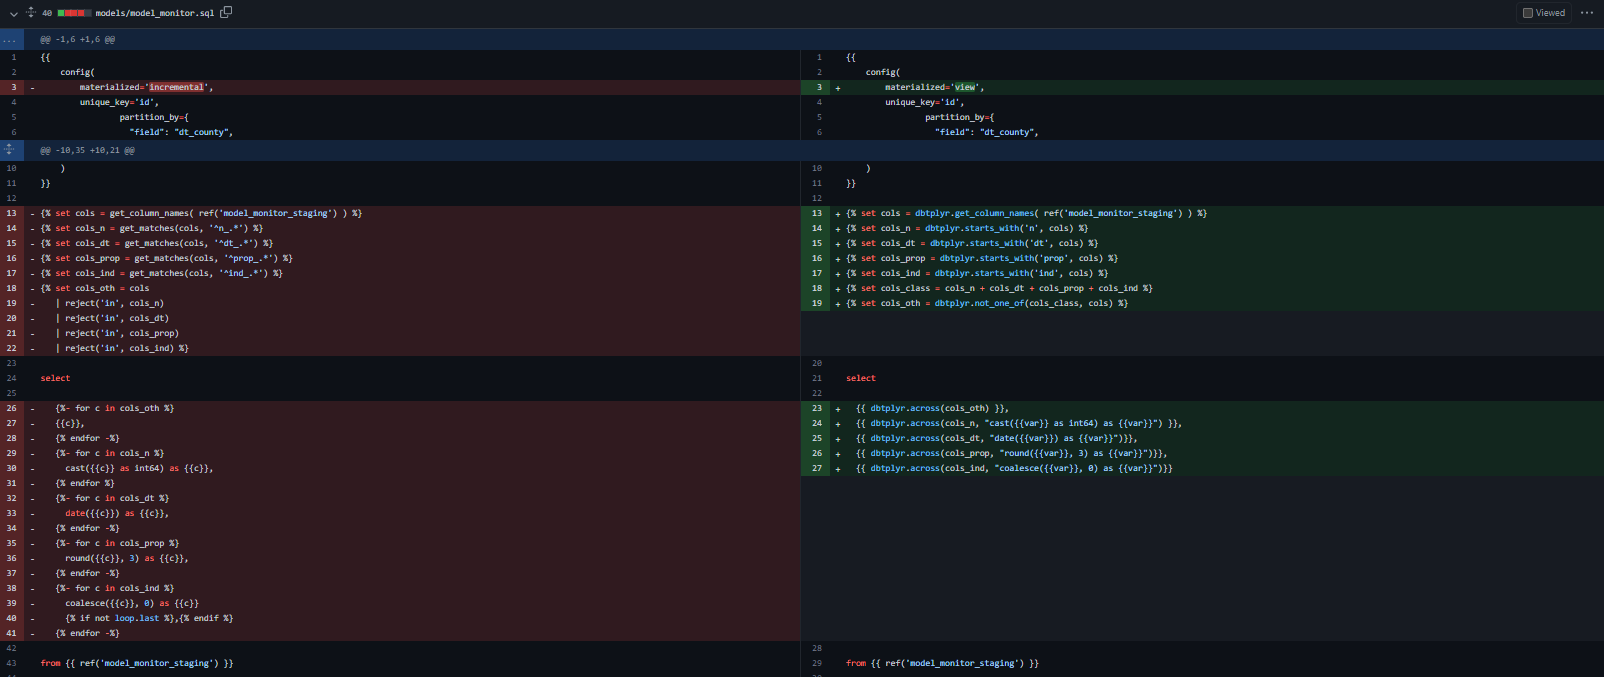 40 models/model_monitor.sql Viewed
@@ -1,6 +1,6 @@
1 {{
2 config(
3 - materialized='incremental',
4 unique_key='id',
5 partition_by={
6 "field": "dt_county",
@@ -10,35 +10,21 @@
10 )
11 }}
12
13 - {% set cols = get_column_names( ref('model_monitor_staging') ) %}
14 - {% set cols_n = get_matches(cols, '^n_.*') %}
15 - {% set cols_dt = get_matches(cols, '^dt_.*') %}
16 - {% set cols_prop = get_matches(cols, '^prop_.*') %}
17 - {% set cols_ind = get_matches(cols, '^ind_.*') %}
18 - {% set cols_oth = cols
19 - | reject('in', cols_n)
20 - | reject('in', cols_dt)
21 - | reject('in', cols_prop)
22 - | reject('in', cols_ind) %}
23
24 select
25
26 - {%- for c in cols_oth %}
27 - {{c}},
28 - {% endfor -%}
29 - {%- for c in cols_n %}
30 - cast({{c}} as int64) as {{c}},
31 - {% endfor %}
32 - {%- for c in cols_dt %}
33 - date({{c}}) as {{c}},
34 - {% endfor -%}
35 - {%- for c in cols_prop %}
36 - round({{c}}, 3) as {{c}},
37 - {% endfor -%}
38 - {%- for c in cols_ind %}
39 - coalesce({{c}}, 0) as {{c}}
40 - {% if not loop.last %},{% endif %}
41 - {% endfor -%}
42
43 from {{ ref('model_monitor_staging') }}
1 {{
2 config(
3 + materialized='view',
4 unique_key='id',
5 partition_by={
6 "field": "dt_county",
10 )
11 }}
12
13 + {% set cols = dbtplyr.get_column_names( ref('model_monitor_staging') ) %}
14 + {% set cols_n = dbtplyr.starts_with('n', cols) %}
15 + {% set cols_dt = dbtplyr.starts_with('dt', cols) %}
16 + {% set cols_prop = dbtplyr.starts_with('prop', cols) %}
17 + {% set cols_ind = dbtplyr.starts_with('ind', cols) %}
18 + {% set cols_class = cols_n + cols_dt + cols_prop + cols_ind %}
19 + {% set cols_oth = dbtplyr.not_one_of(cols_class, cols) %}
20
21 select
22
23 + {{ dbtplyr.across(cols_oth) }},
24 + {{ dbtplyr.across(cols_n, "cast({{var}} as int64) as {{var}}") }},
25 + {{ dbtplyr.across(cols_dt, "date({{var}}) as {{var}}")}},
26 + {{ dbtplyr.across(cols_prop, "round({{var}}, 3) as {{var}}")}},
27 + {{ dbtplyr.across(cols_ind, "coalesce({{var}}, 0) as {{var}}")}}
28
29 from {{ ref('model_monitor_staging') }}